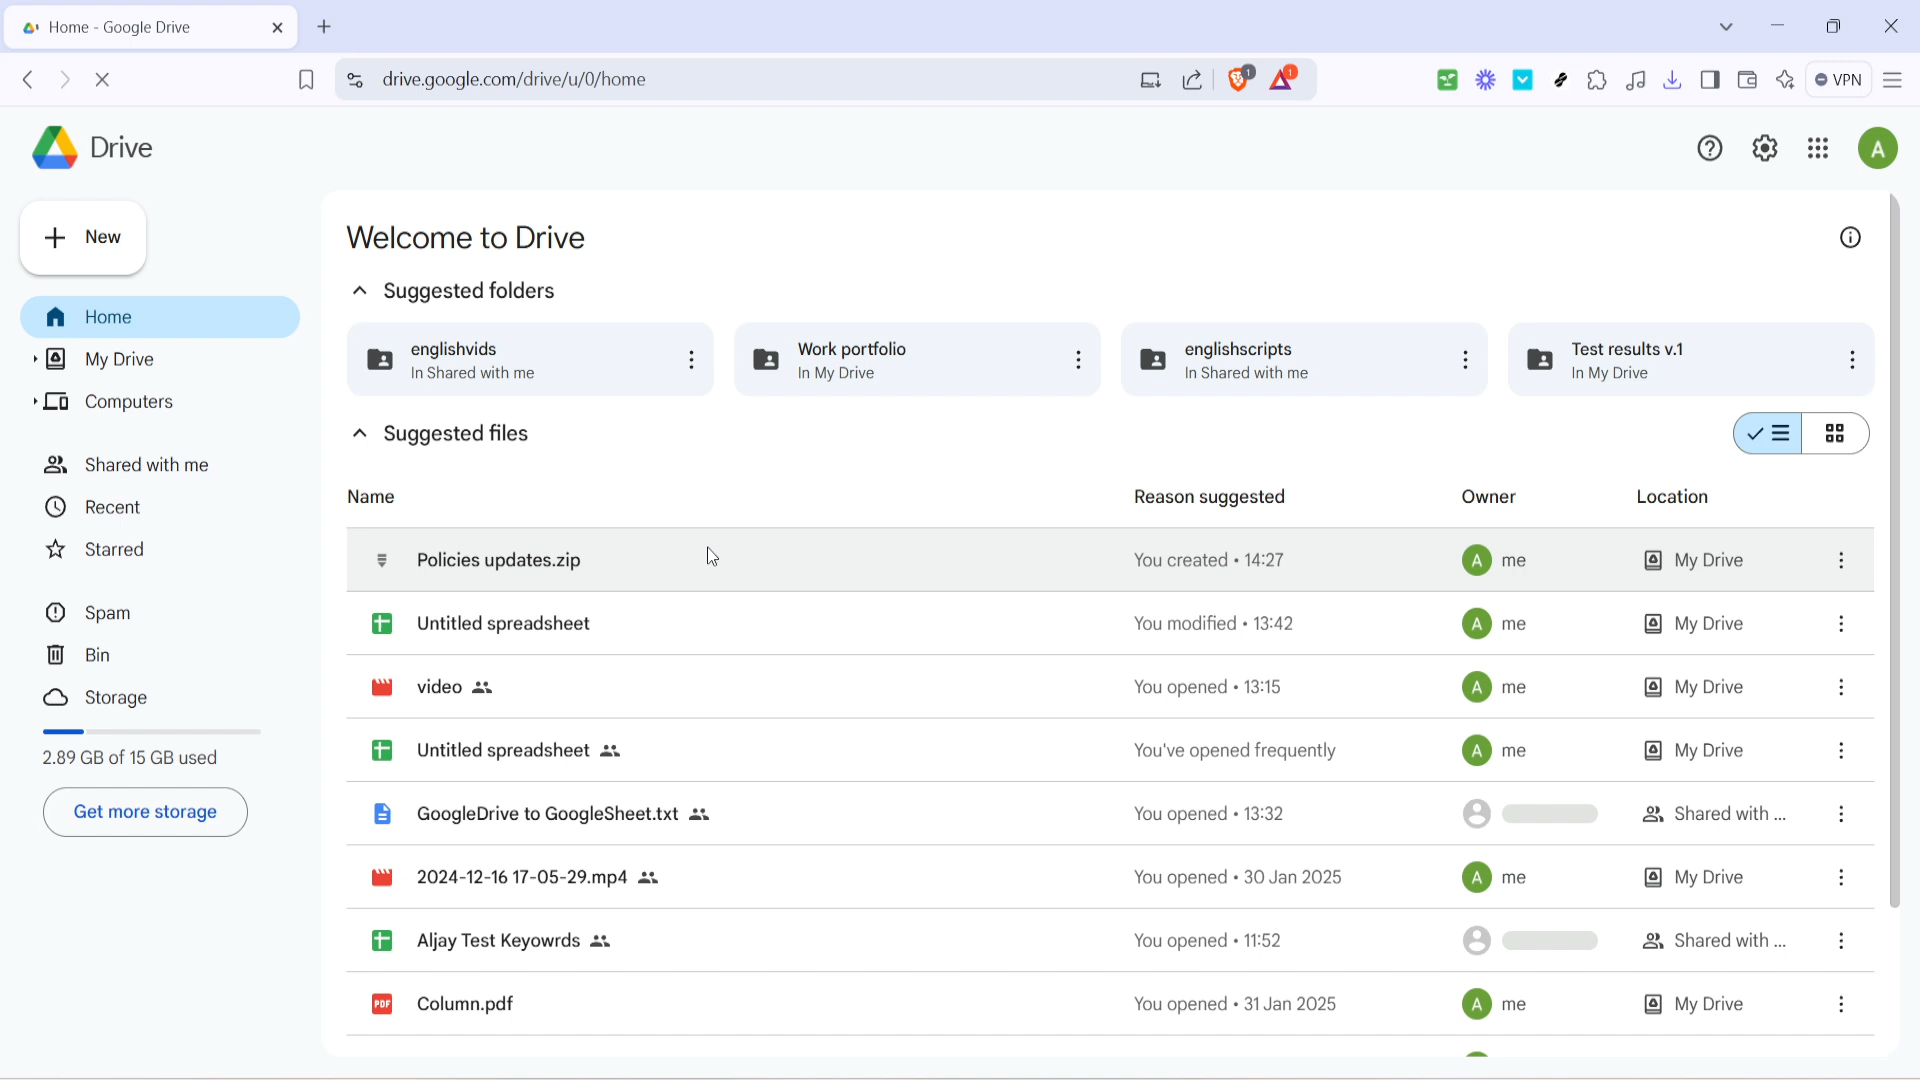 Home - Google Drive
drive.google.com/drive/u/0/home
1
1
VPN
Drive
A
New
Home
My Drive
Computers
Shared with me
Recent
Starred
Spam
Bin
Storage
2.89 GB of 15 GB used
Get more storage
Welcome to Drive
Suggested folders
englishvids
In Shared with me
Work portfolio
In My Drive
englishscripts
In Shared with me
Test results v.1
In My Drive
Suggested files
Name Reason suggested Owner Location
Policies updates.zip You created • 14:27 A me My Drive
Untitled spreadsheet You modified • 13:42 A me My Drive
video You opened • 13:15 A me My Drive
Untitled spreadsheet You've opened frequently A me My Drive
GoogleDrive to GoogleSheet.txt You opened • 13:32 Shared with ...
2024-12-16 17-05-29.mp4 You opened • 30 Jan 2025 A me My Drive
Aljay Test Keyowrds You opened • 11:52 Shared with ...
PDF Column.pdf You opened • 31 Jan 2025 A me My Drive